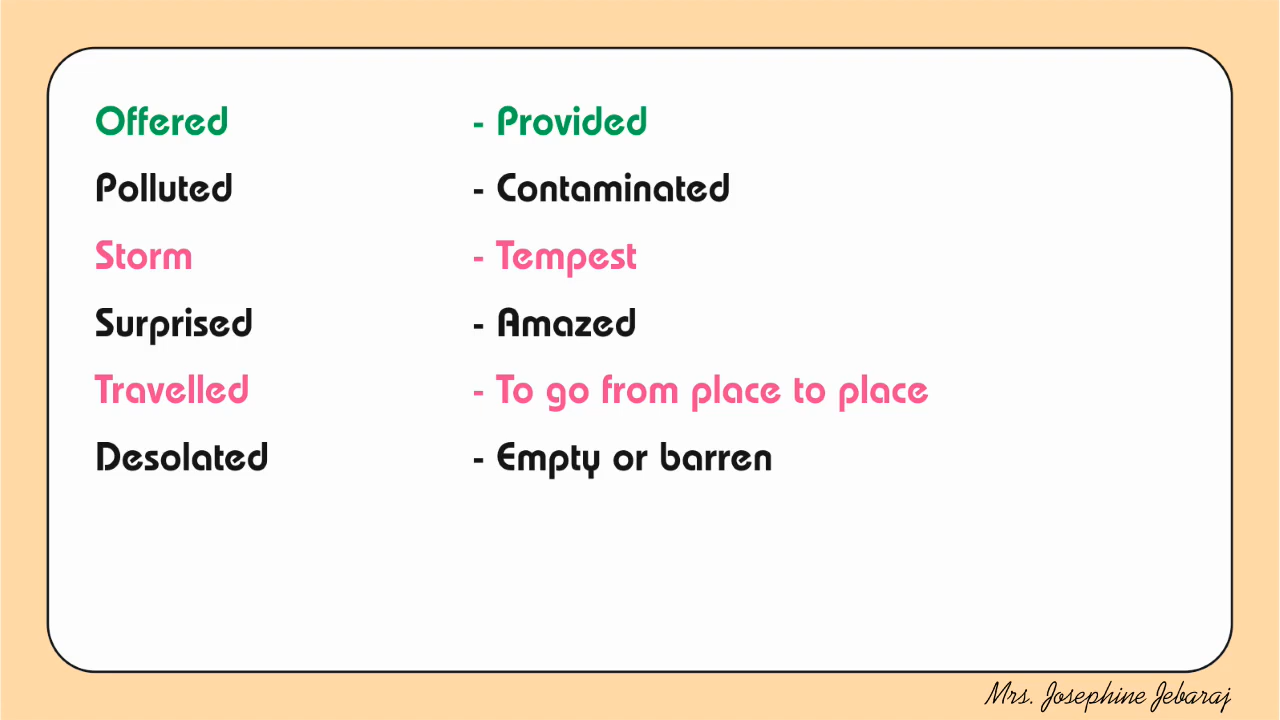 Offered - Provided
Polluted - Contaminated
Storm - Tempest
Surprised - Amazed
Travelled - To go from place to place
Desolated - Empty or barren
Mrs. Josephine Jebaraj